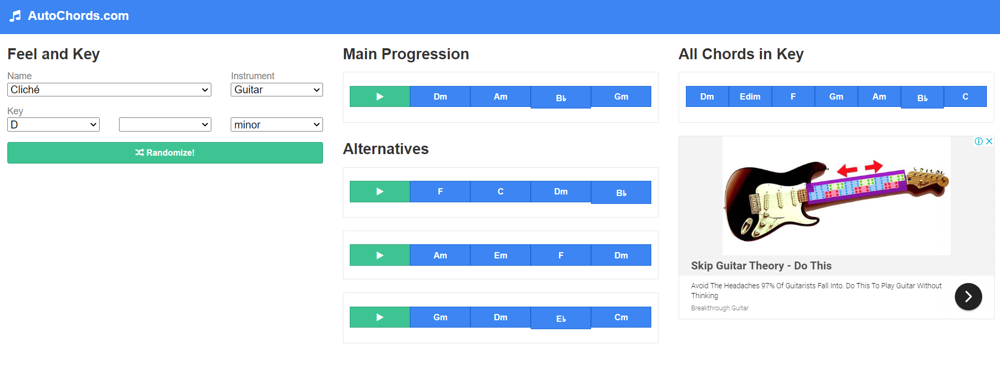 AutoChords.com
Feel and Key
Name
Instrument
Cliché
Guitar
Key
D
minor
Randomize!
Main Progression
Dm Am B♭ Gm
Alternatives
F C Dm B♭
Am Em F Dm
Gm Dm E♭ Cm
All Chords in Key
Dm Edim F Gm Am B♭ C
Skip Guitar Theory - Do This
Avoid The Headaches 97% Of Guitarists Fall Into. Do This To Play Guitar Without
Thinking
Breakthrough Guitar